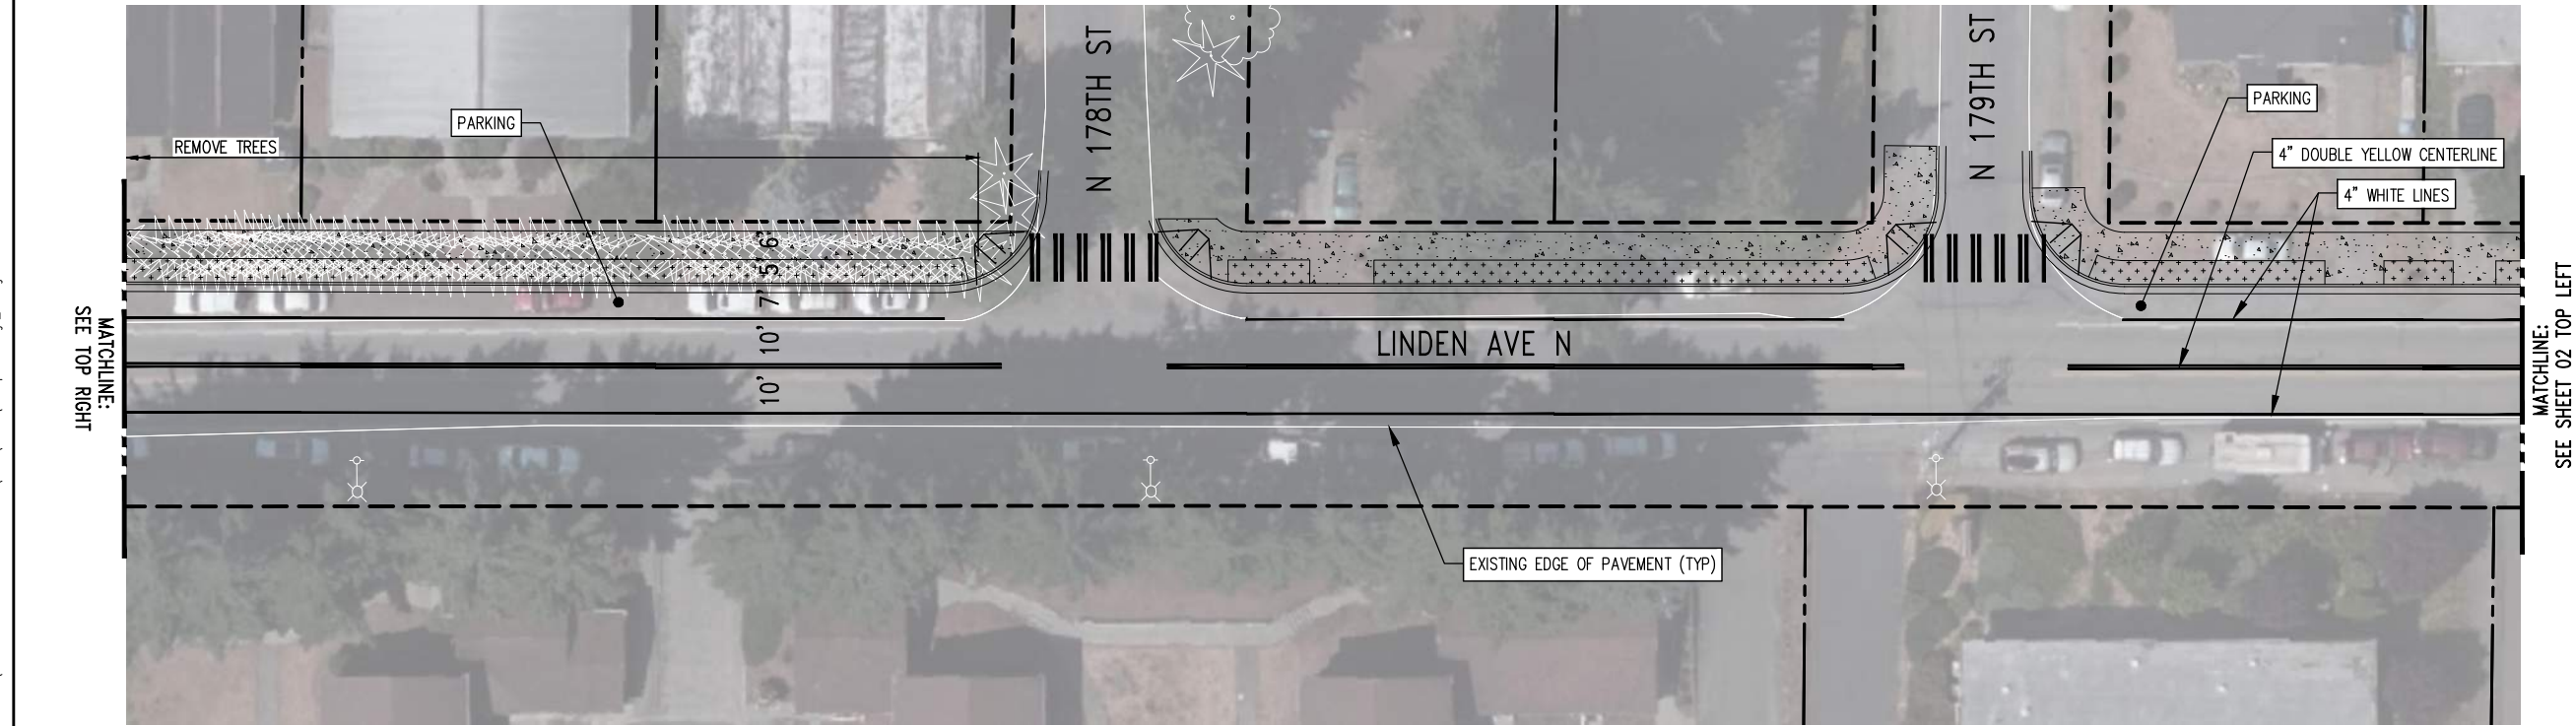 N 178TH ST
N 179TH ST
PARKING
PARKING
REMOVE TREES
4" DOUBLE YELLOW CENTERLINE
4" WHITE LINES
6'
5'
7'
10'
10'
LINDEN AVE N
MATCHLINE:
SEE TOP RIGHT
MATCHLINE:
SEE SHEET 02 TOP LEFT
EXISTING EDGE OF PAVEMENT (TYP)